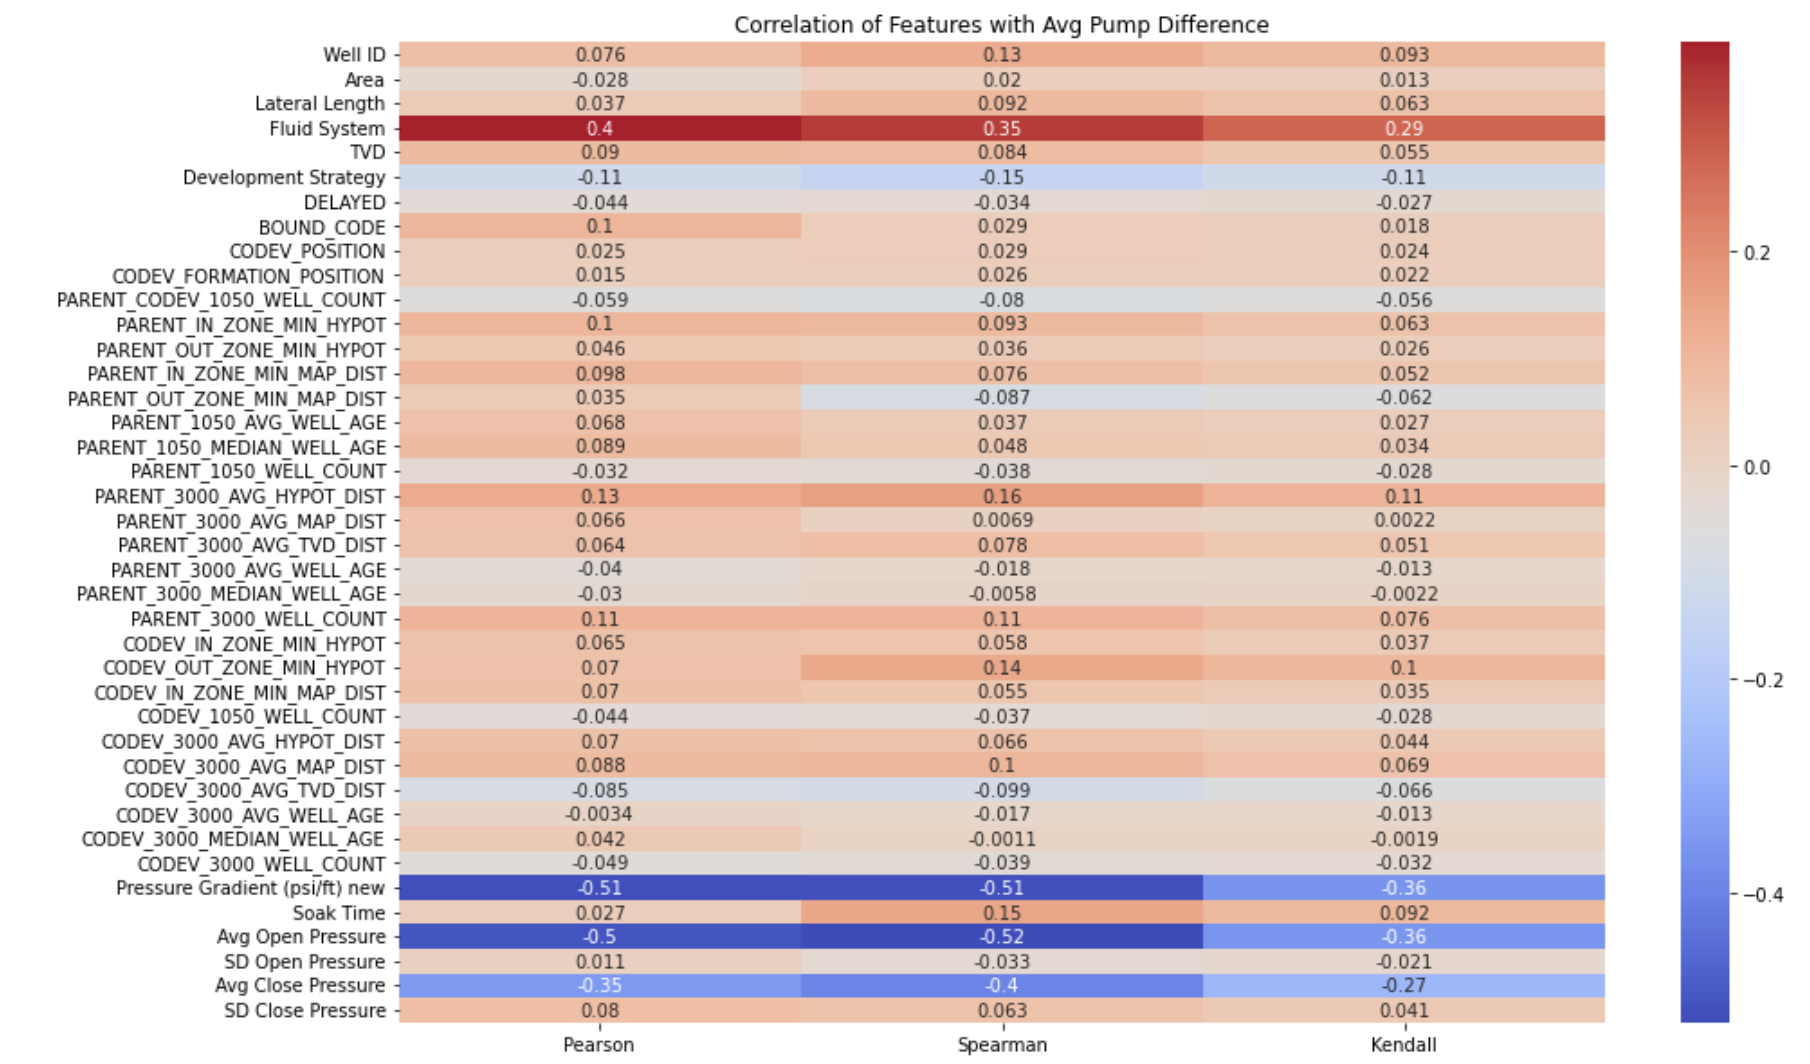 Correlation of Features with Avg Pump Difference
Well ID 0.076 0.13 0.093
Area -0.028 0.02 0.013
Lateral Length 0.037 0.092 0.063
Fluid System 0.4 0.35 0.29
TVD 0.09 0.084 0.055
Development Strategy -0.11 -0.15 -0.11
DELAYED -0.044 -0.034 -0.027
BOUND_CODE 0.1 0.029 0.018
CODEV_POSITION 0.025 0.029 0.024
CODEV_FORMATION_POSITION 0.015 0.026 0.022
PARENT_CODEV_1050_WELL_COUNT -0.059 -0.08 -0.056
PARENT_IN_ZONE_MIN_HYPOT 0.1 0.093 0.063
PARENT_OUT_ZONE_MIN_HYPOT 0.046 0.036 0.026
PARENT_IN_ZONE_MIN_MAP_DIST 0.098 0.076 0.052
PARENT_OUT_ZONE_MIN_MAP_DIST 0.035 -0.087 -0.062
PARENT_1050_AVG_WELL_AGE 0.068 0.037 0.027
PARENT_1050_MEDIAN_WELL_AGE 0.089 0.048 0.034
PARENT_1050_WELL_COUNT -0.032 -0.038 -0.028
PARENT_3000_AVG_HYPOT_DIST 0.13 0.16 0.11
PARENT_3000_AVG_MAP_DIST 0.066 0.0069 0.0022
PARENT_3000_AVG_TVD_DIST 0.064 0.078 0.051
PARENT_3000_AVG_WELL_AGE -0.04 -0.018 -0.013
PARENT_3000_MEDIAN_WELL_AGE -0.03 -0.0058 -0.0022
PARENT_3000_WELL_COUNT 0.11 0.11 0.076
CODEV_IN_ZONE_MIN_HYPOT 0.065 0.058 0.037
CODEV_OUT_ZONE_MIN_HYPOT 0.07 0.14 0.1
CODEV_IN_ZONE_MIN_MAP_DIST 0.07 0.055 0.035
CODEV_1050_WELL_COUNT -0.044 -0.037 -0.028
CODEV_3000_AVG_HYPOT_DIST 0.07 0.066 0.044
CODEV_3000_AVG_MAP_DIST 0.088 0.1 0.069
CODEV_3000_AVG_TVD_DIST -0.085 -0.099 -0.066
CODEV_3000_AVG_WELL_AGE -0.0034 -0.017 -0.013
CODEV_3000_MEDIAN_WELL_AGE 0.042 -0.0011 -0.0019
CODEV_3000_WELL_COUNT -0.049 -0.039 -0.032
Pressure Gradient (psi/ft) new -0.51 -0.51 -0.36
Soak Time 0.027 0.15 0.092
Avg Open Pressure -0.5 -0.52 -0.36
SD Open Pressure 0.011 -0.033 -0.021
Avg Close Pressure -0.35 -0.4 -0.27
SD Close Pressure 0.08 0.063 0.041
Pearson Spearman Kendall
0.2
0.0
−0.2
−0.4